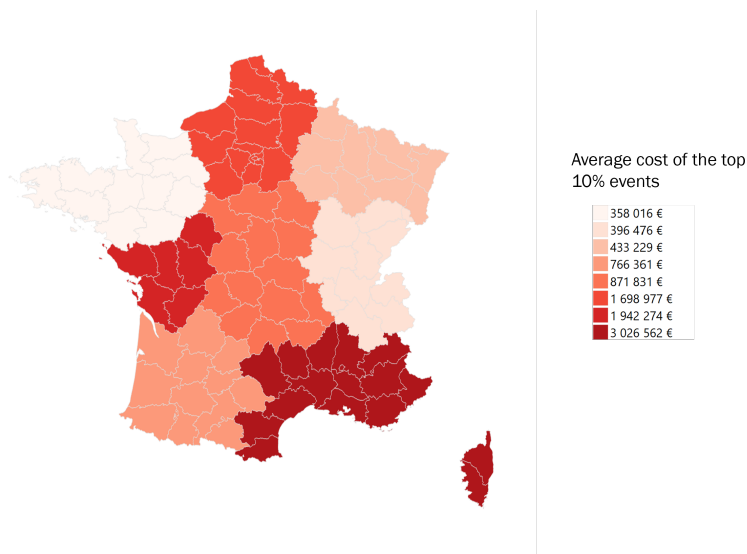 Average cost of the top
10% events
358 016 €
396 476 €
433 229 €
766 361 €
871 831 €
1 698 977 €
1 942 274 €
3 026 562 €